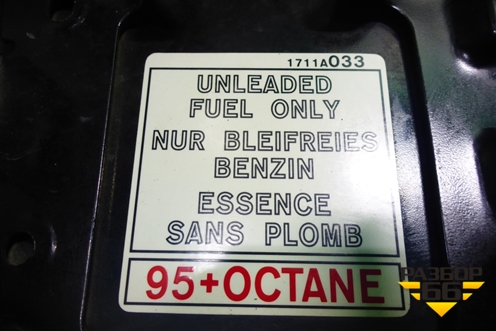 1711A033
UNLEADED
FUEL ONLY
NUR BLEIFREIES
BENZIN
ESSENCE
SANS PLOMB
95+OCTANE
РАЗБОР
66